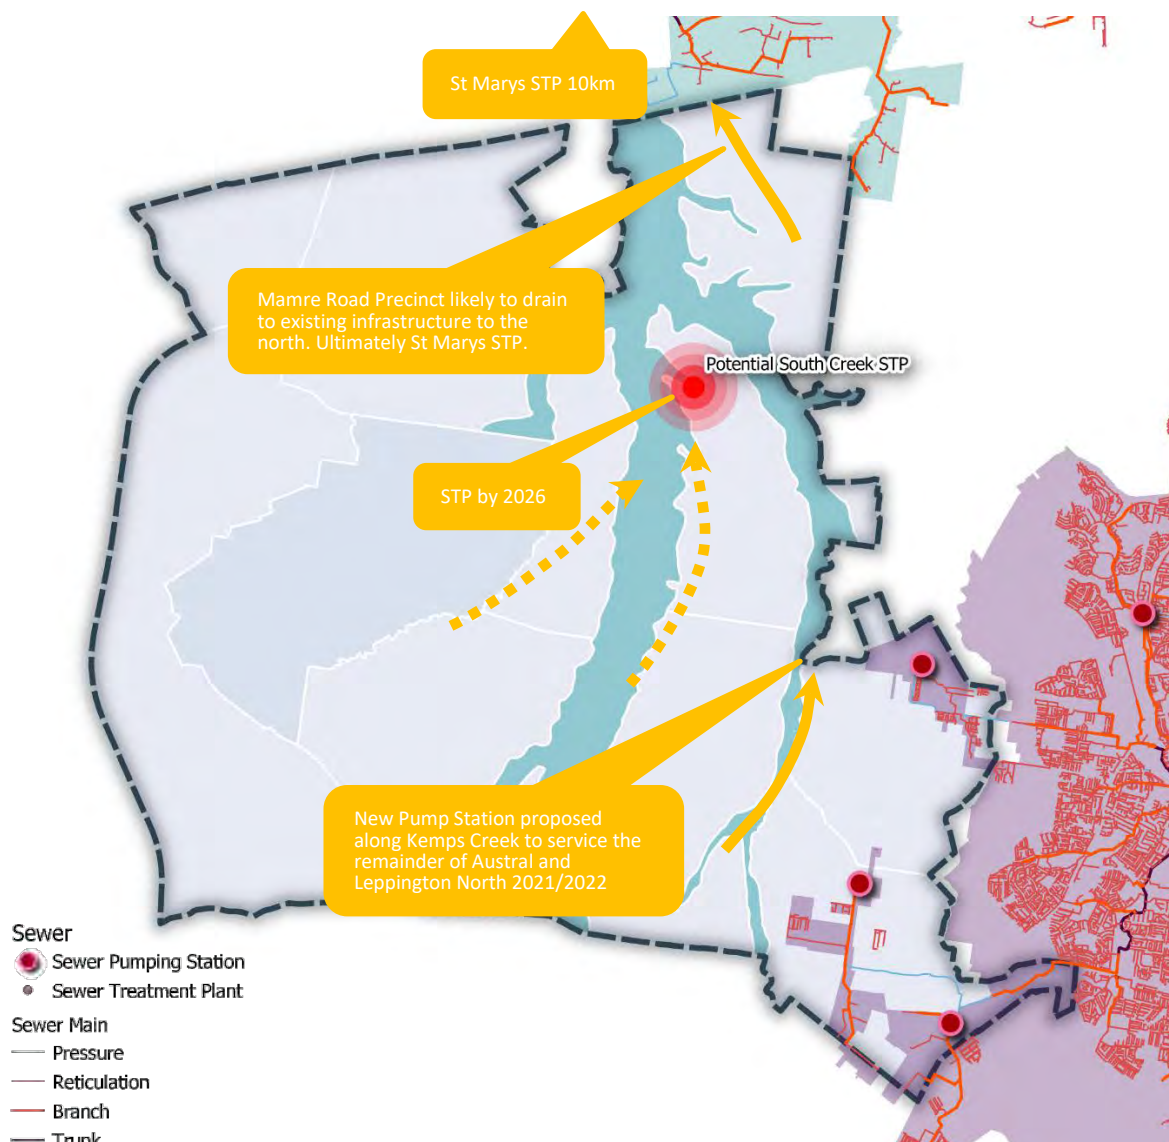 St Marys STP 10km
Mamre Road Precinct likely to drain
to existing infrastructure to the
north. Ultimately St Marys STP.
Potential South Creek STP
STP by 2026
New Pump Station proposed
along Kemps Creek to service the
remainder of Austral and
Leppington North 2021/2022
Sewer
Sewer Pumping Station
Sewer Treatment Plant
Sewer Main
Pressure
Reticulation
Branch
Trunk